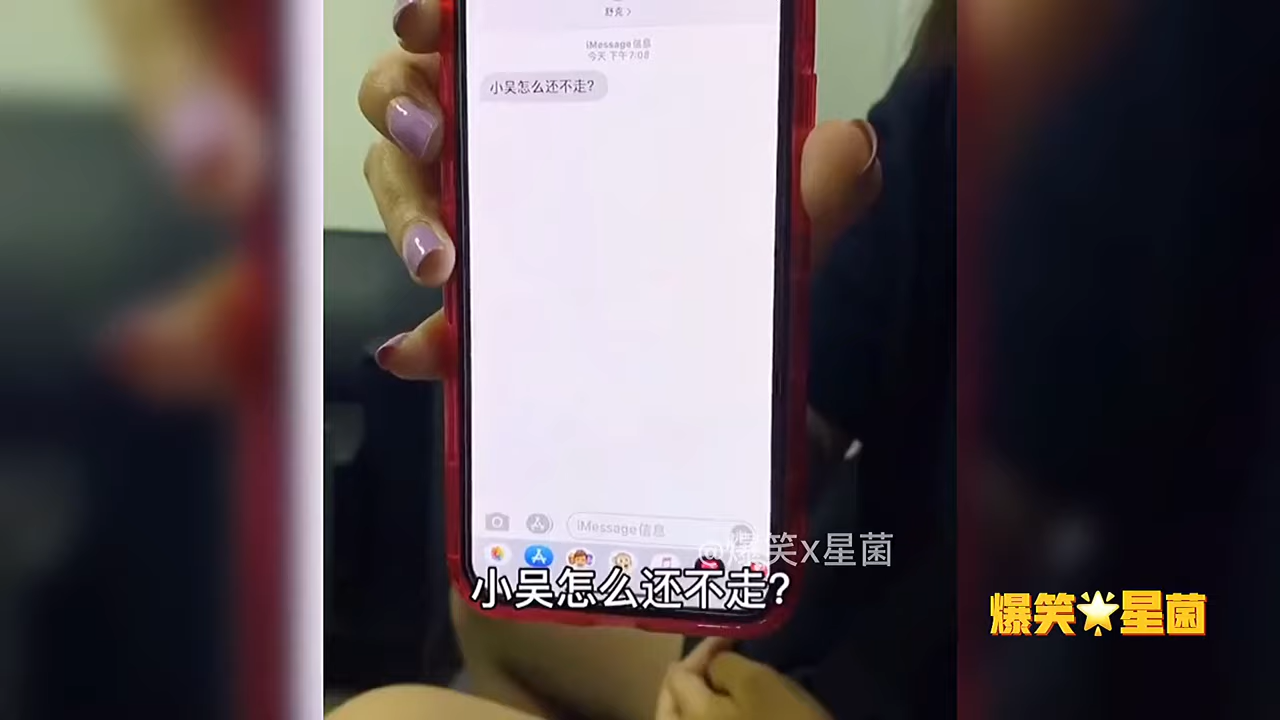 舒克 >
iMessage信息
今天 下午7:08
小吴怎么还不走?
iMessage信息
@爆笑x星菌
小吴怎么还不走?
爆笑星菌